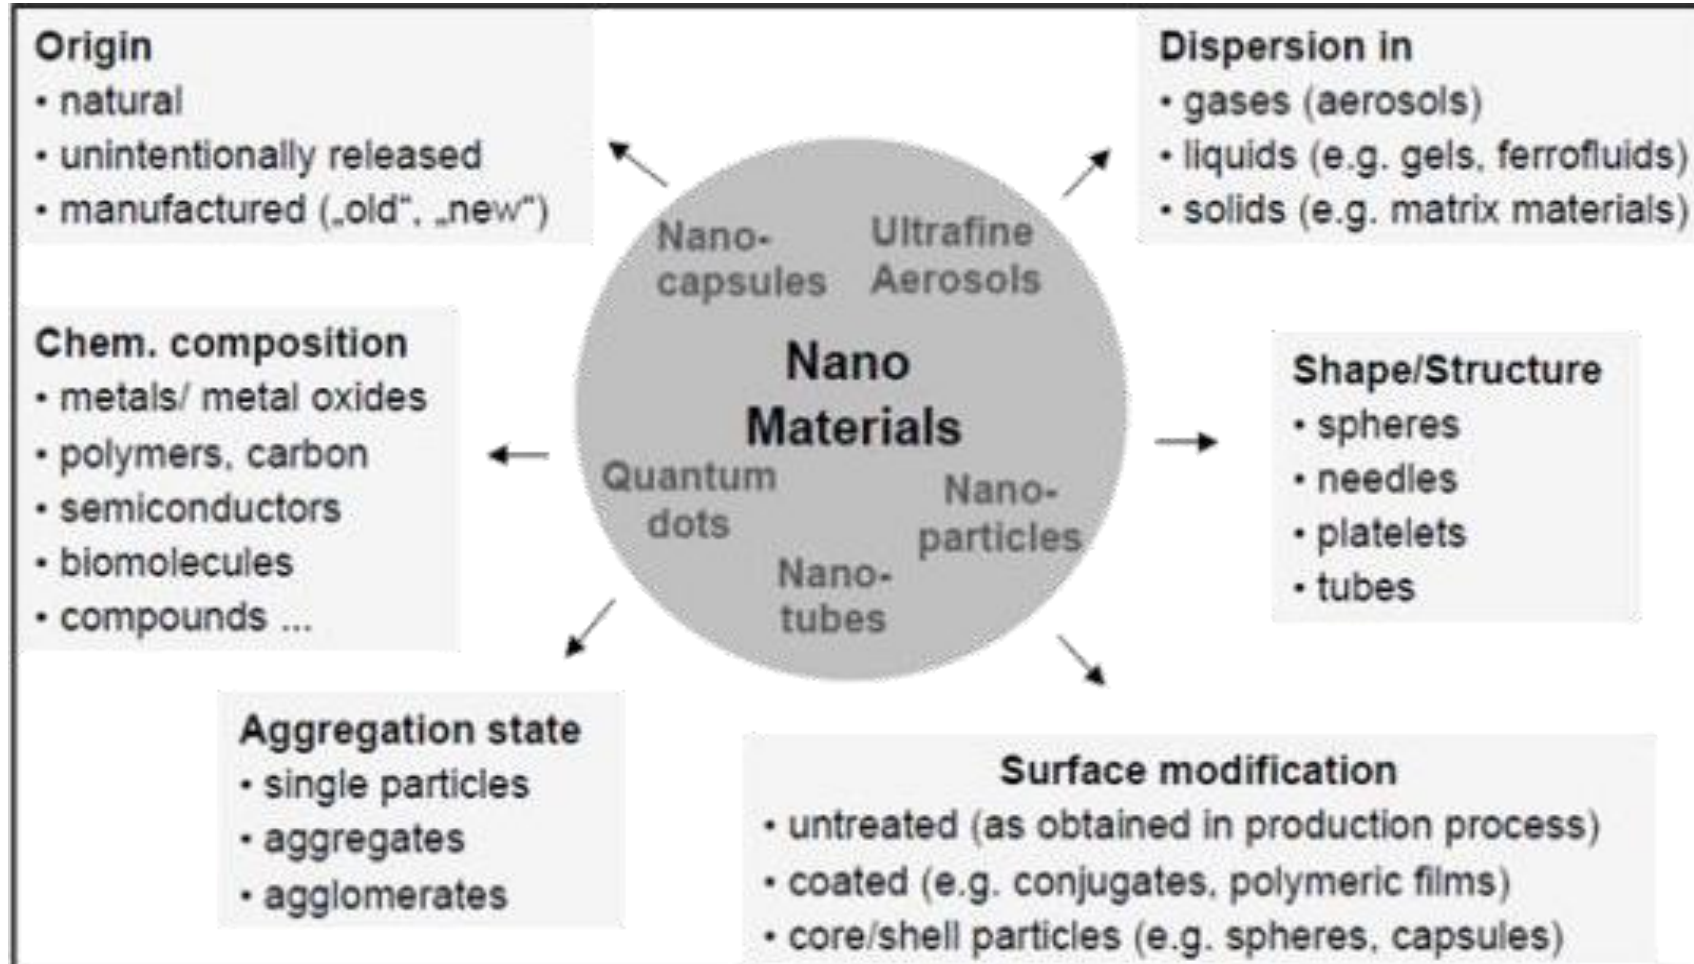 Origin
• natural
• unintentionally released
• manufactured („old“, „new“)
Dispersion in
• gases (aerosols)
• liquids (e.g. gels, ferrofluids)
• solids (e.g. matrix materials)
Nano-
capsules
Ultrafine
Aerosols
Nano
Materials
Quantum
dots
Nano-
particles
Nano-
tubes
Chem. composition
• metals/ metal oxides
• polymers, carbon
• semiconductors
• biomolecules
• compounds ...
Shape/Structure
• spheres
• needles
• platelets
• tubes
Aggregation state
• single particles
• aggregates
• agglomerates
Surface modification
• untreated (as obtained in production process)
• coated (e.g. conjugates, polymeric films)
• core/shell particles (e.g. spheres, capsules)